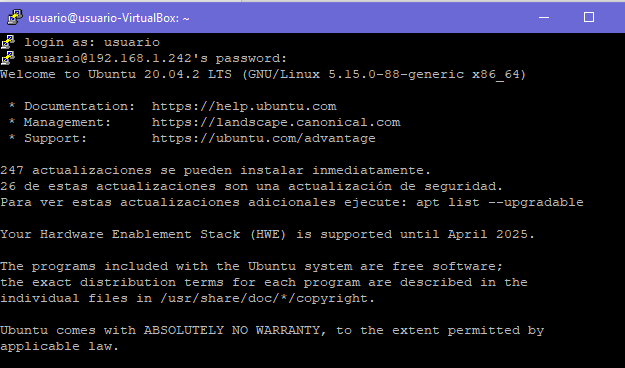 usuario@usuario-VirtualBox: ~
login as: usuario
usuario@192.168.1.242's password:
Welcome to Ubuntu 20.04.2 LTS (GNU/Linux 5.15.0-88-generic x86_64)
* Documentation:  https://help.ubuntu.com
* Management:     https://landscape.canonical.com
* Support:        https://ubuntu.com/advantage
247 actualizaciones se pueden instalar inmediatamente.
26 de estas actualizaciones son una actualización de seguridad.
Para ver estas actualizaciones adicionales ejecute: apt list --upgradable
Your Hardware Enablement Stack (HWE) is supported until April 2025.
The programs included with the Ubuntu system are free software;
the exact distribution terms for each program are described in the
individual files in /usr/share/doc/*/copyright.
Ubuntu comes with ABSOLUTELY NO WARRANTY, to the extent permitted by
applicable law.